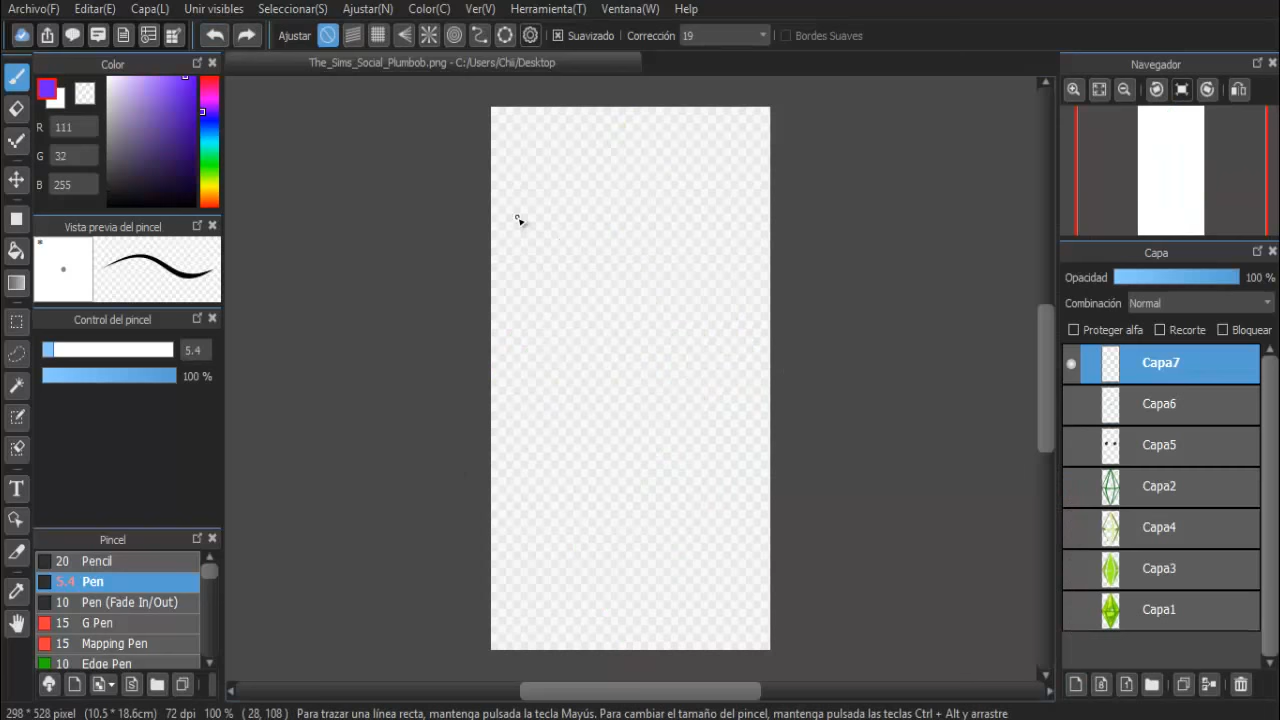 Archivo(F) Editar(E) Capa(L) Unir visibles Seleccionar(S) Ajustar(N) Color(C) Ver(V) Herramienta(T) Ventana(W) Help
Ajustar Suavizado Corrección 19 Bordes Suaves
Color
R 111
G 32
B 255
Vista previa del pincel
Control del pincel
5.4
100 %
Pincel
20 Pencil
5.4 Pen
10 Pen (Fade In/Out)
15 G Pen
15 Mapping Pen
10 Edge Pen
The_Sims_Social_Plumbob.png - C:/Users/Chii/Desktop
Navegador
Capa
Opacidad 100 %
Combinación Normal
Proteger alfa Recorte Bloquear
Capa7
Capa6
Capa5
Capa2
Capa4
Capa3
Capa1
298 * 528 pixel (10.5 * 18.6cm) 72 dpi 100 % ( 28, 108 ) Para trazar una línea recta, mantenga pulsada la tecla Mayús. Para cambiar el tamaño del pincel, mantenga pulsada las teclas Ctrl + Alt y arrastre